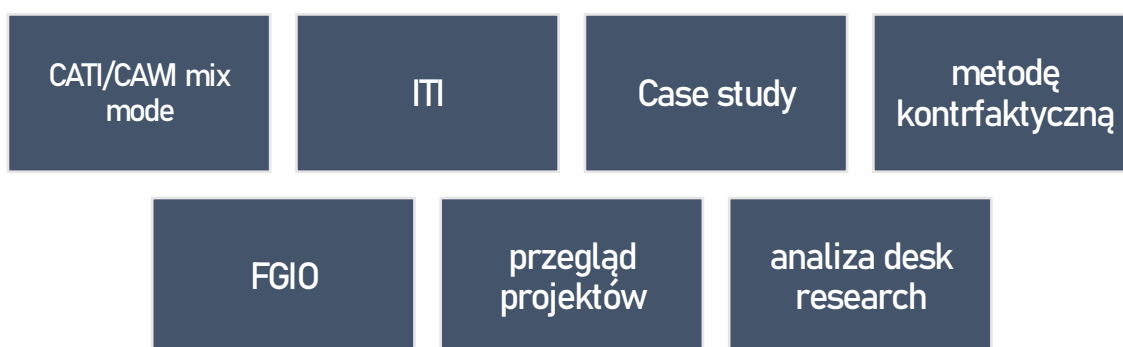 CATI/CAWI mix
mode
ITI
Case study
metodę
kontrfaktyczną
FGIO
przegląd
projektów
analiza desk
research